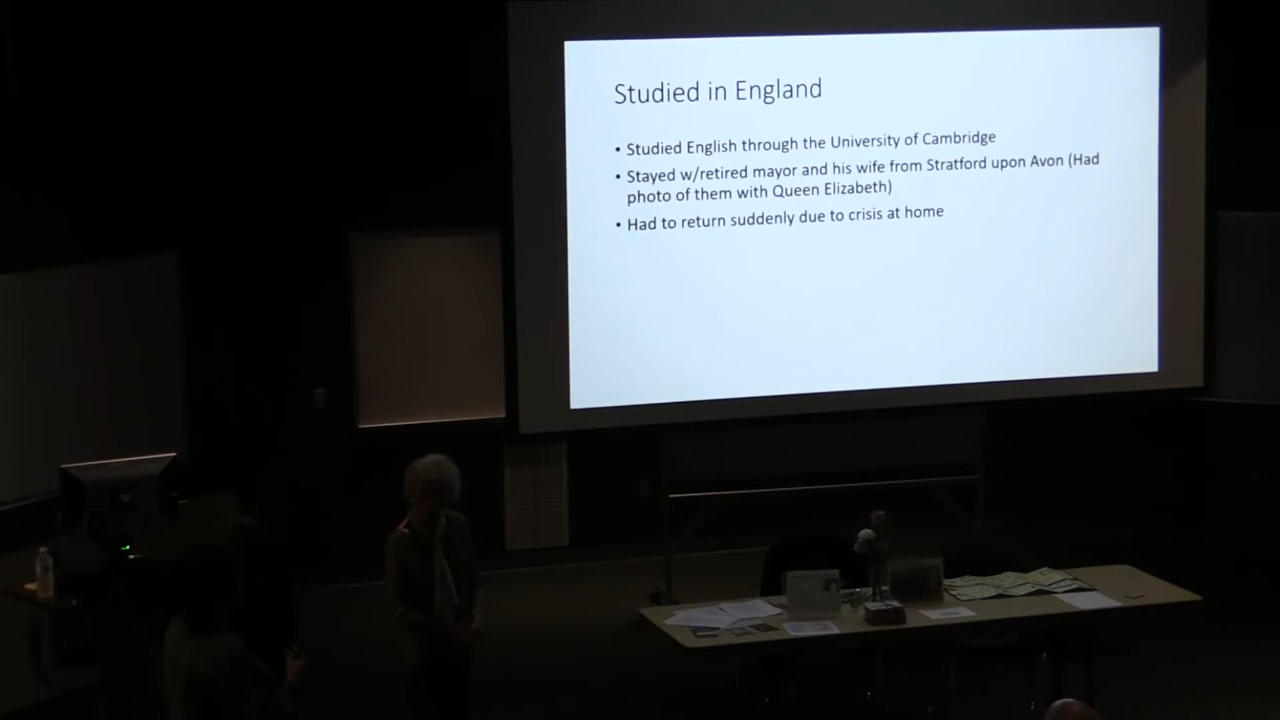 Studied in England
• Studied English through the University of Cambridge
• Stayed w/retired mayor and his wife from Stratford upon Avon (Had
photo of them with Queen Elizabeth)
• Had to return suddenly due to crisis at home